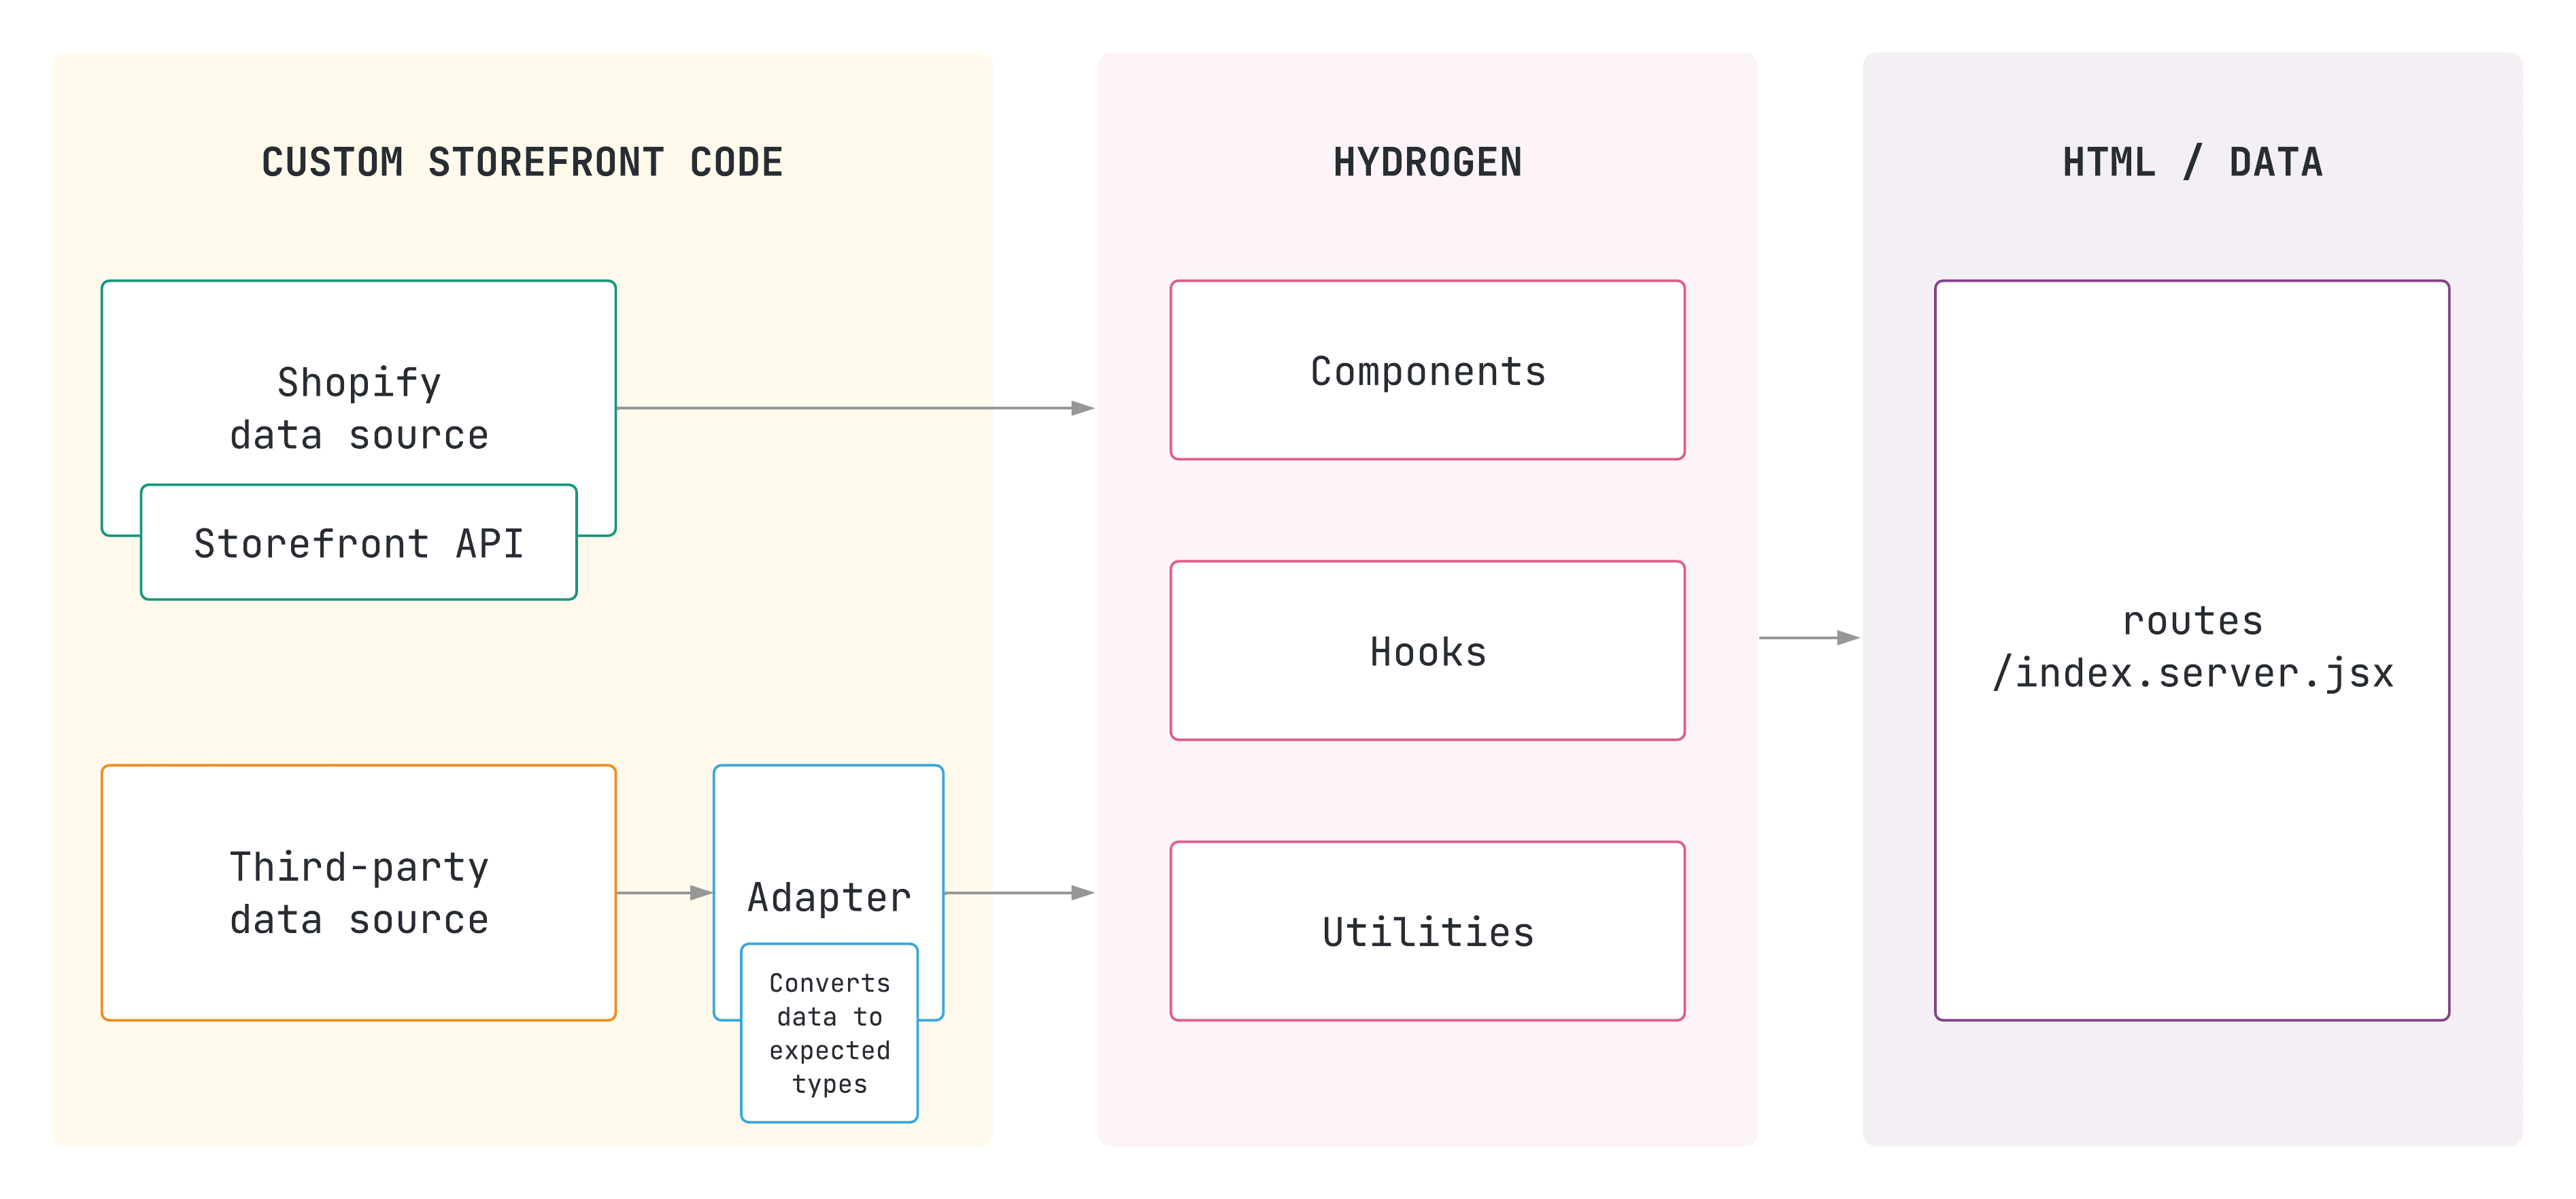 CUSTOM STOREFRONT CODE
Shopify
data source
Storefront API
Third-party
data source
Adapter
Converts
data to
expected
types
HYDROGEN
Components
Hooks
Utilities
HTML / DATA
routes
/index.server.jsx